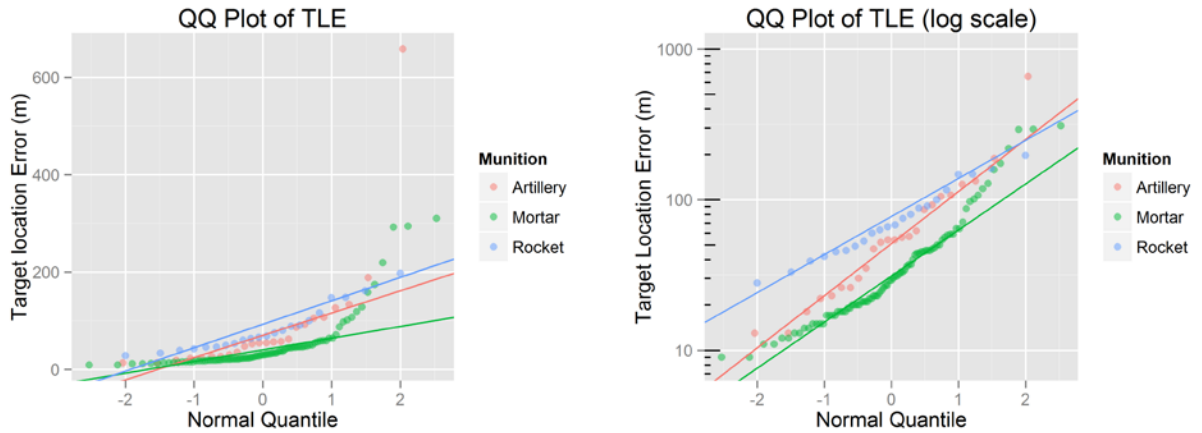 QQ Plot of TLE
Target location Error (m)
600
400
200
0
-2
-1
0
1
2
Normal Quantile
Munition
Artillery
Mortar
Rocket
QQ Plot of TLE (log scale)
Target Location Error (m)
1000
100
10
-2
-1
0
1
2
Normal Quantile
Munition
Artillery
Mortar
Rocket